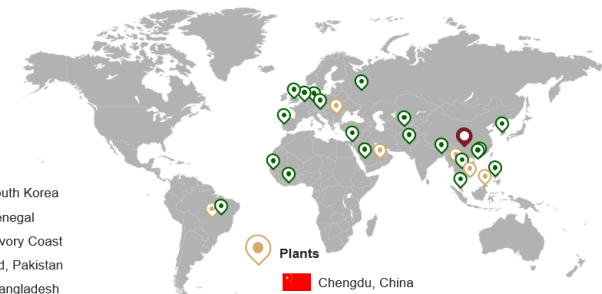 outh Korea
enegal
vory Coast
d, Pakistan
angladesh
Plants
Chengdu, China